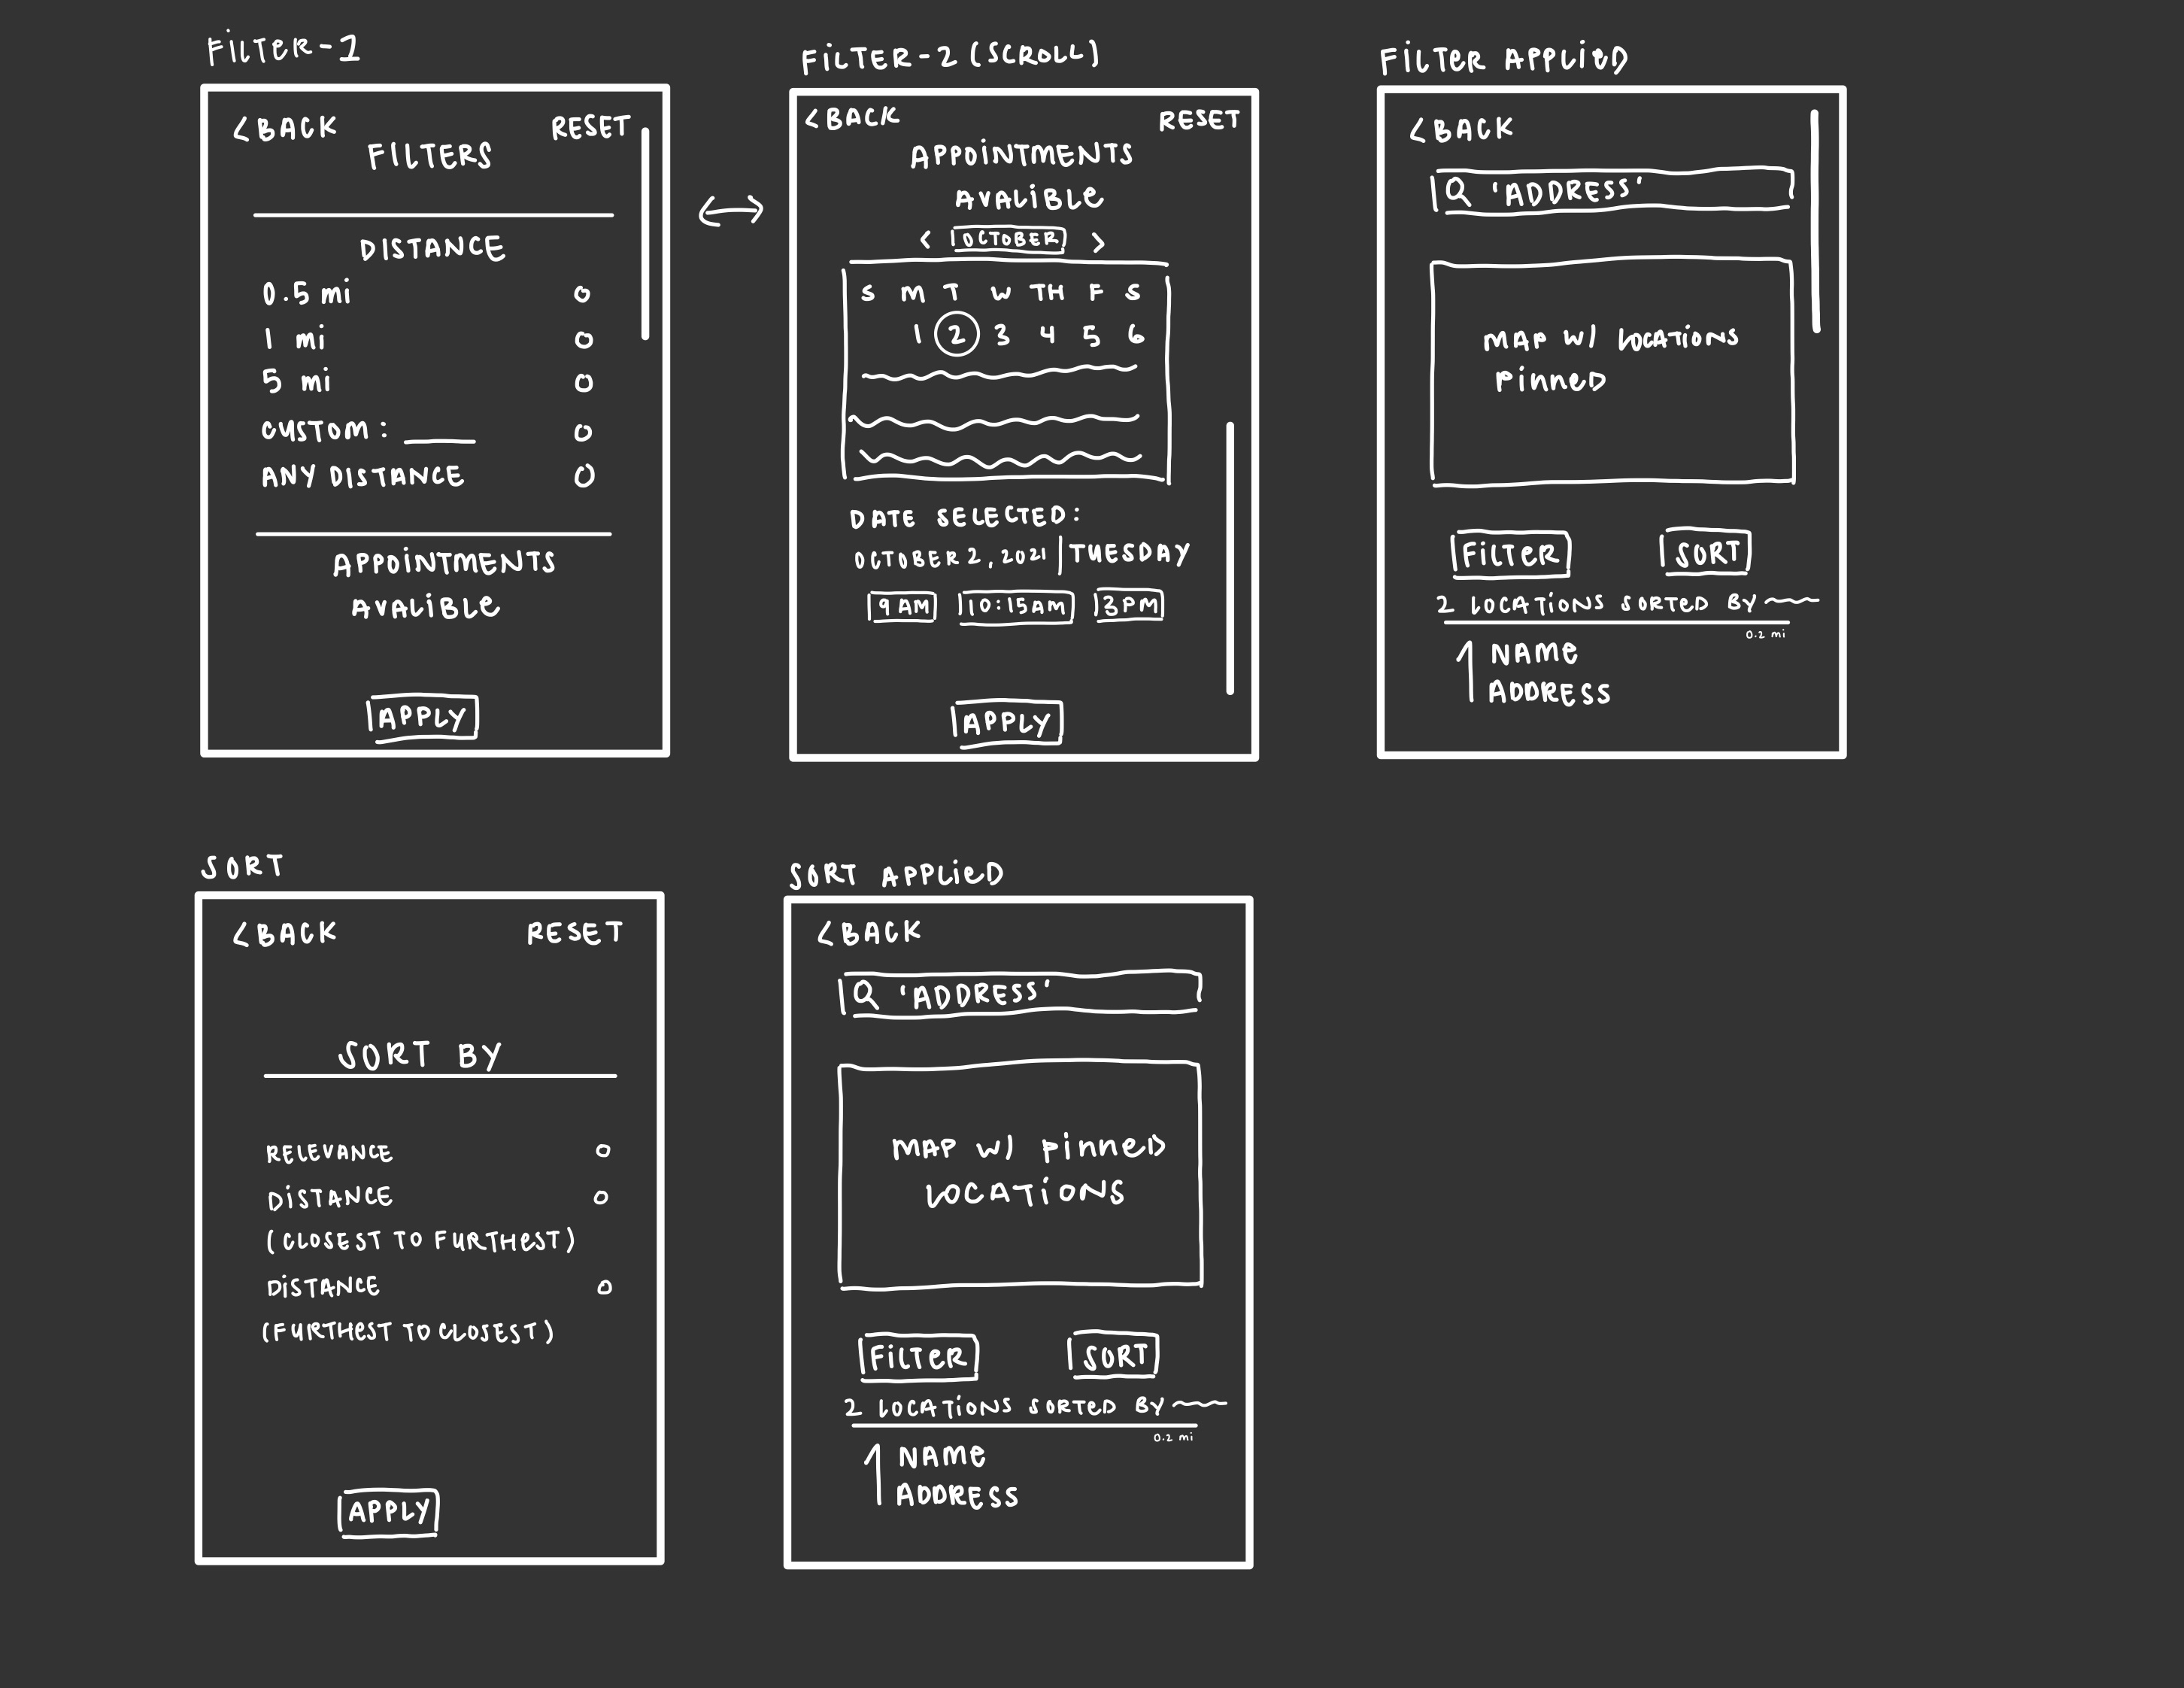 FILTER-1
< BACK
RESET
FILTERS
DISTANCE
0.5 mi
1 mi
5 mi
CUSTOM: ______
ANY DISTANCE
APPOINTMENTS
AVALIBLE
APPLY
FILTER-2 (SCROLL)
< BACK
RESET
APPOINTMENTS
AVALIBLE
< OCTOBER >
S M T W TH F S
1 2 3 4 5 6
DATE SELECTED:
OCTOBER 2, 2021 | TUESDAY
9 AM 10:15AM 3PM
APPLY
FILTER APPLIED
< BACK
'ADDRESS'
MAP W/ LOCATIONS
PINNED
FILTER SORT
2 LOCATIONS SORTED BY
0.2 mi
1 NAME
ADDRESS
SORT
< BACK
RESET
SORT BY
RELEVANCE
DISTANCE
(CLOSEST TO FURTHEST)
DISTANCE
(FURTHEST TO CLOSEST)
APPLY
SORT APPLIED
< BACK
'ADDRESS'
MAP W/ PINNED
LOCATIONS
FILTER SORT
2 LOCATIONS SORTED BY
0.2 mi
1 NAME
ADDRESS